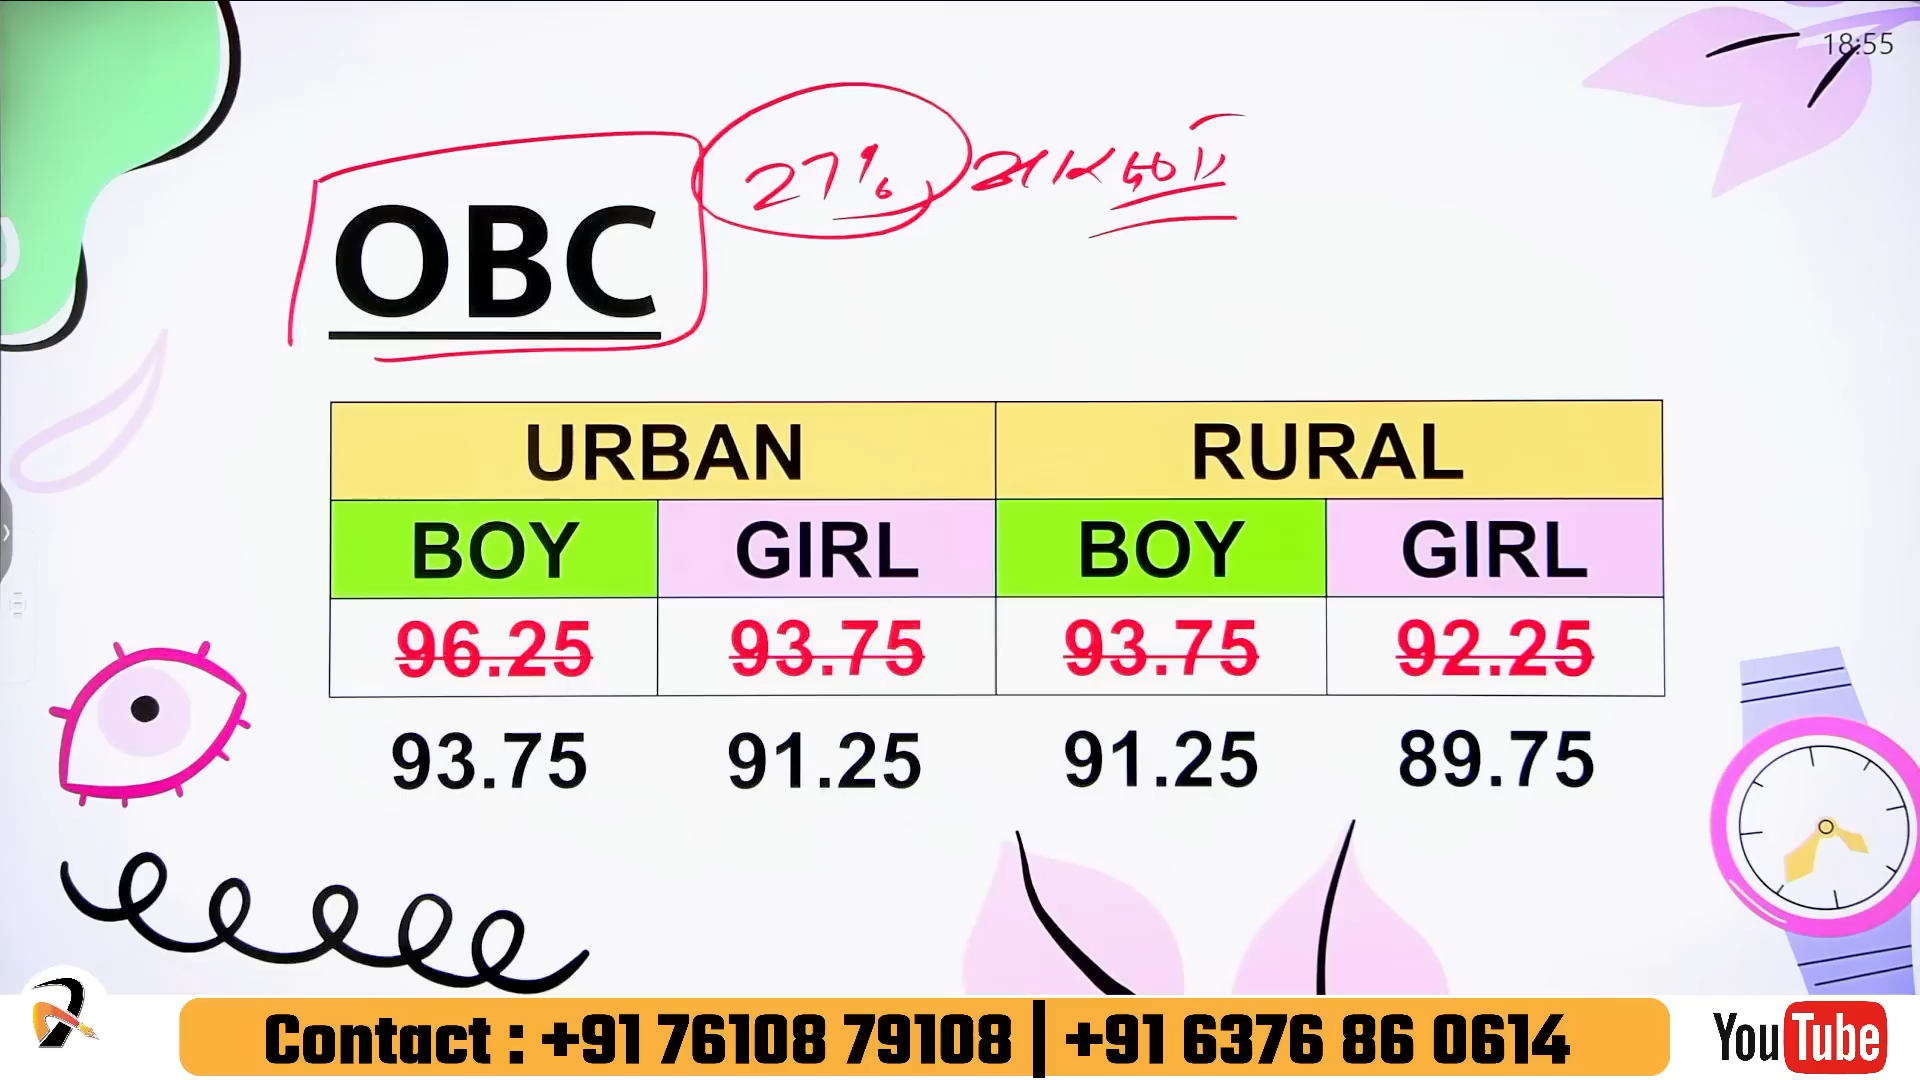 18:55
27%
OBC
URBAN RURAL
BOY GIRL BOY GIRL
96.25 93.75 93.75 92.25
93.75 91.25 91.25 89.75
Contact : +91 76108 79108 | +91 6376 86 0614
YouTube